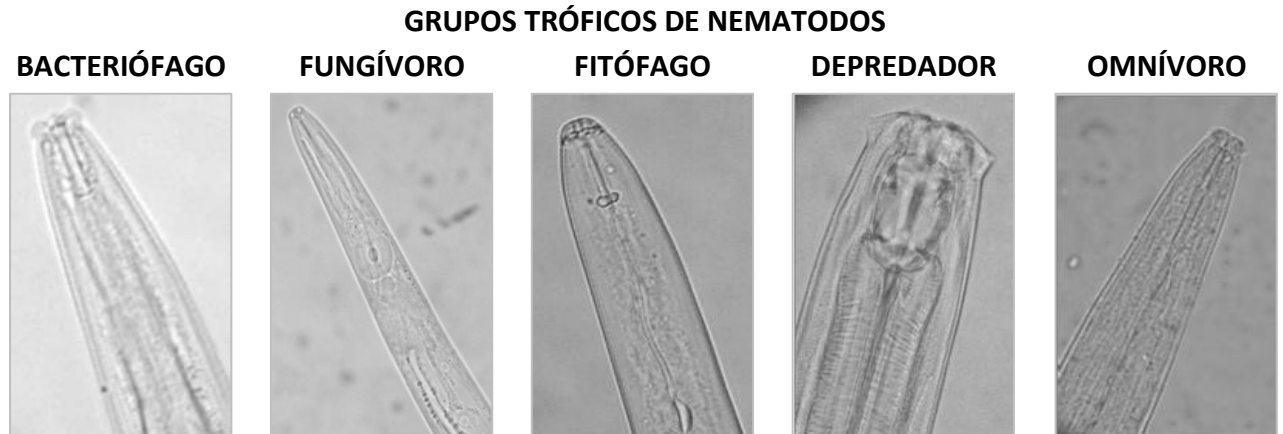 GRUPOS TRÓFICOS DE NEMATODOS
BACTERIÓFAGO FUNGÍVORO FITÓFAGO DEPREDADOR OMNÍVORO